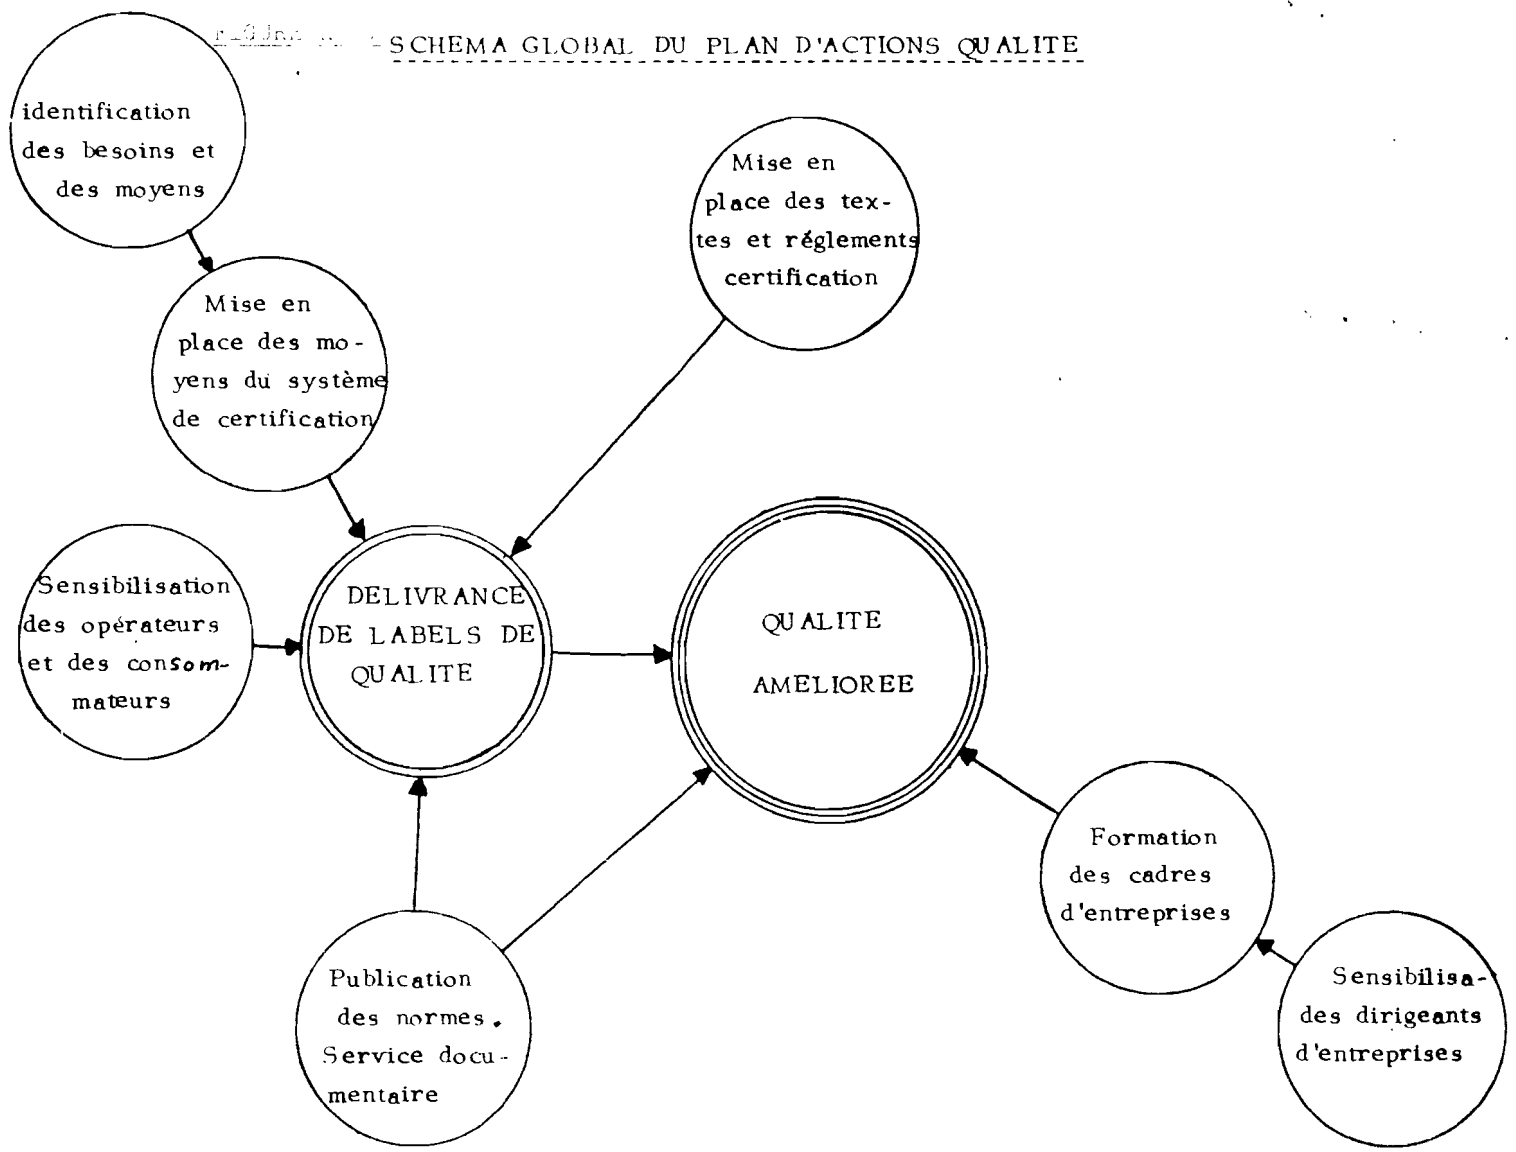 SCHEMA GLOBAL DU PLAN D'ACTIONS QUALITE
identification
des besoins et
des moyens
Mise en
place des tex-
tes et réglements
certification
Mise en
place des mo-
yens du système
de certification
Sensibilisation
des opérateurs
et des consom-
mateurs
DELIVRANCE
DE LABELS DE
QUALITE
QUALITE
AMELIOREE
Formation
des cadres
d'entreprises
Sensibilisa-
des dirigeants
d'entreprises
Publication
des normes.
Service docu-
mentaire